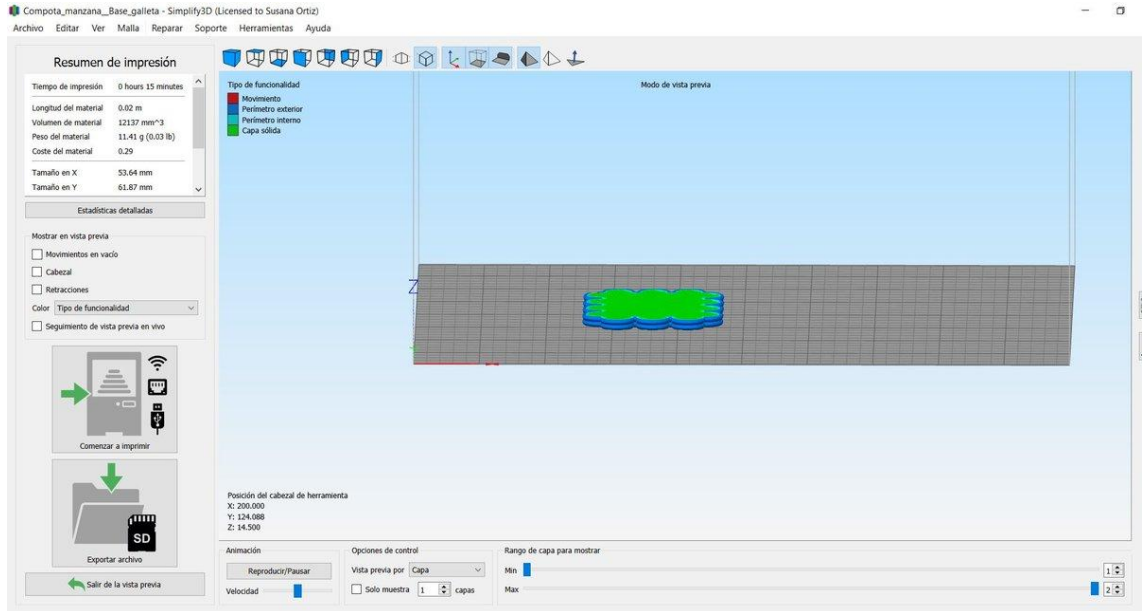 Compota_manzana__Base_galleta - Simplify3D (Licensed to Susana Ortiz)
Archivo Editar Ver Malla Reparar Soporte Herramientas Ayuda
Resumen de impresión
Tiempo de impresión 0 hours 15 minutes
Longitud del material 0.02 m
Volumen de material 12137 mm^3
Peso del material 11.41 g (0.03 lb)
Coste del material 0.29
Tamaño en X 53.64 mm
Tamaño en Y 61.87 mm
Estadísticas detalladas
Mostrar en vista previa
Movimientos en vacío
Cabezal
Retracciones
Color Tipo de funcionalidad
Seguimiento de vista previa en vivo
Comenzar a imprimir
SD
Exportar archivo
Salir de la vista previa
Tipo de funcionalidad
Movimiento
Perímetro exterior
Perímetro interno
Capa sólida
Modo de vista previa
Z
Posición del cabezal de herramienta
X: 200.000
Y: 124.088
Z: 14.500
Animación
Reproducir/Pausar
Velocidad
Opciones de control
Vista previa por Capa
Solo muestra 1 capas
Rango de capa para mostrar
Min 1
Max 2